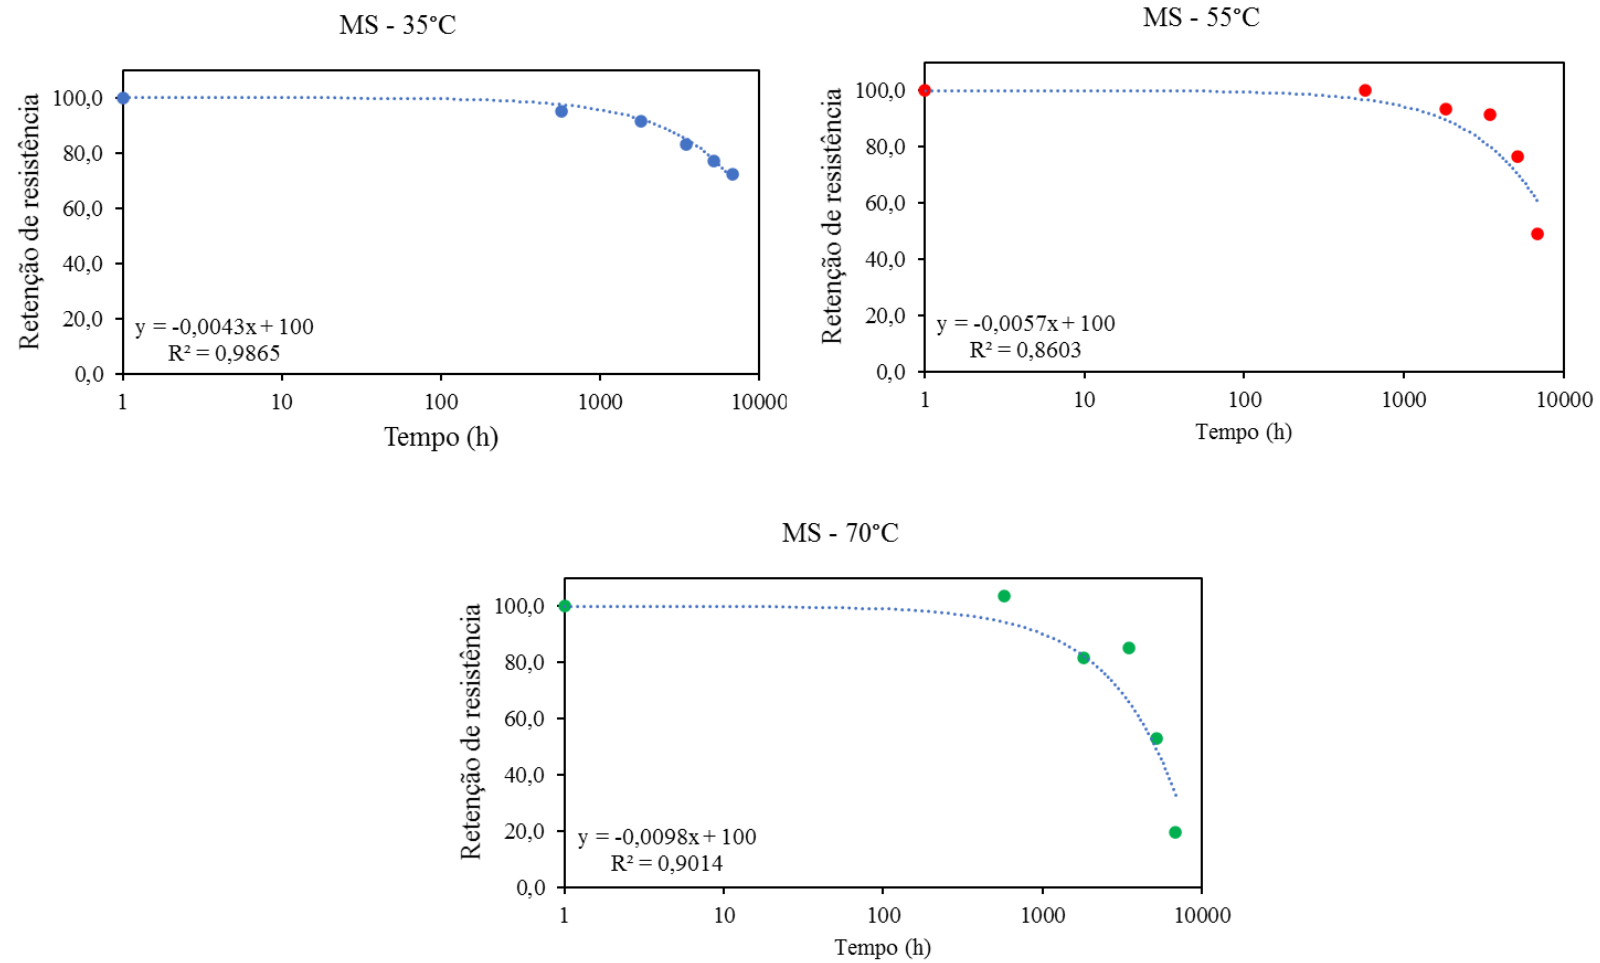 MS - 35°C
Retenção de resistência
100,0
80,0
60,0
40,0
20,0
0,0
y = -0,0043x + 100
R² = 0,9865
1 10 100 1000 10000
Tempo (h)
MS - 55°C
Retenção de resistência
100,0
80,0
60,0
40,0
20,0
0,0
y = -0,0057x + 100
R² = 0,8603
1 10 100 1000 10000
Tempo (h)
MS - 70°C
Retenção de resistência
100,0
80,0
60,0
40,0
20,0
0,0
y = -0,0098x + 100
R² = 0,9014
1 10 100 1000 10000
Tempo (h)